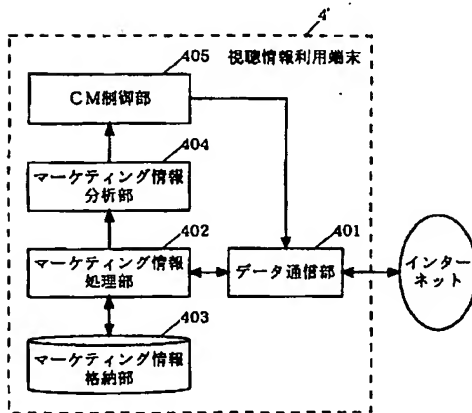 4'
405
視聴情報利用端末
CM制御部
404
マーケティング情報
分析部
402
マーケティング情報
処理部
401
データ通信部
インター
ネット
403
マーケティング情報
格納部